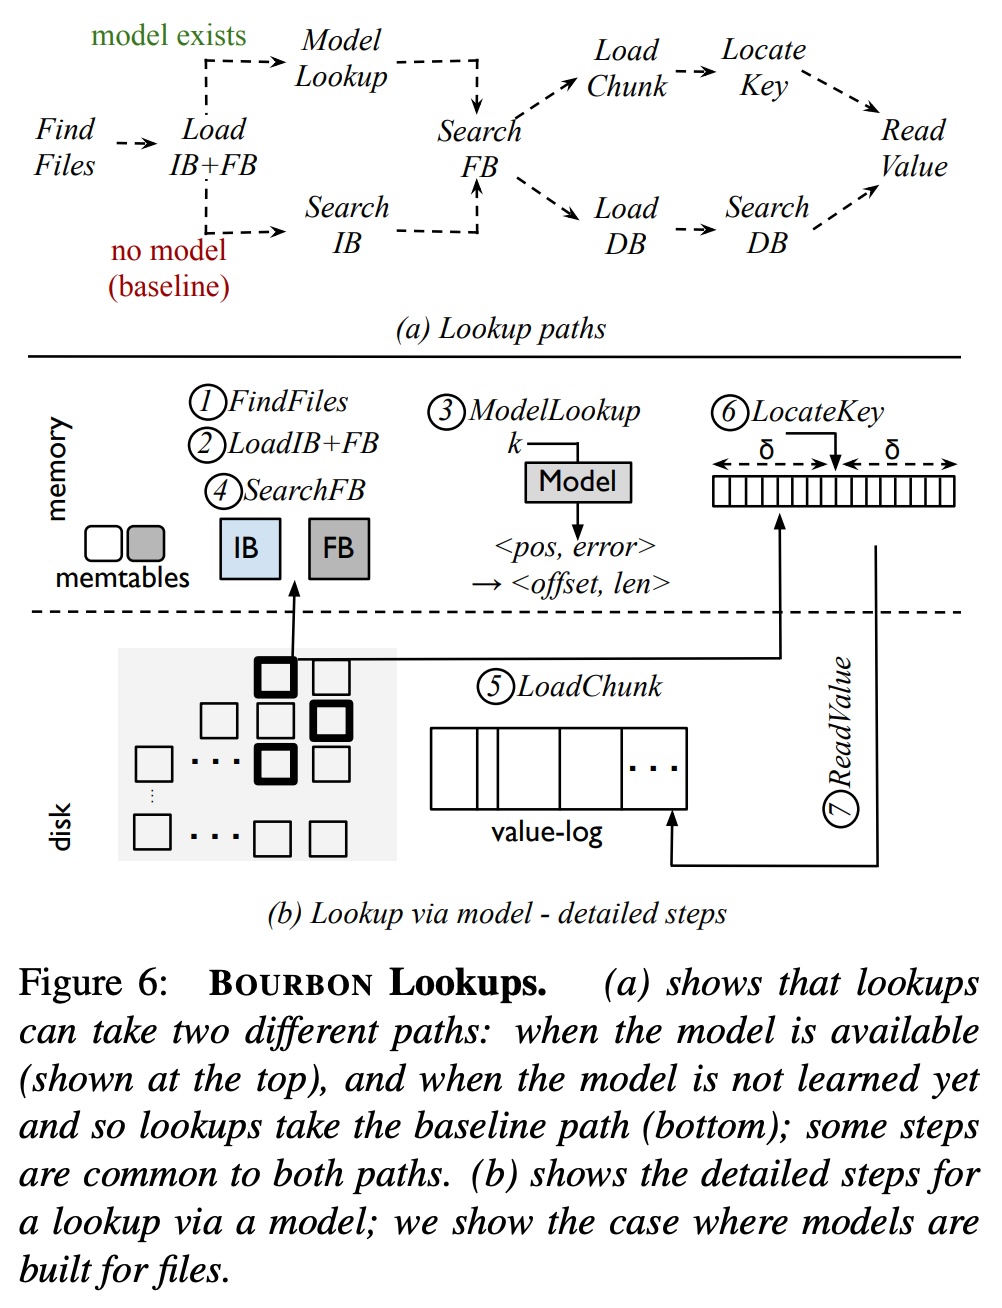 model exists
Model
Lookup
Load
Chunk
Locate
Key
Find
Files
Load
IB+FB
Search
FB
Read
Value
Search
IB
Load
DB
Search
DB
no model
(baseline)
(a) Lookup paths
memory
1 FindFiles
2 LoadIB+FB
4 SearchFB
memtables
IB
FB
3 ModelLookup
k
Model
<pos, error>
→ <offset, len>
6 LocateKey
δ δ
disk
· · ·
⋮
· · ·
5 LoadChunk
· · ·
value-log
7 ReadValue
(b) Lookup via model - detailed steps
Figure 6: BOURBON Lookups. (a) shows that lookups
can take two different paths: when the model is available
(shown at the top), and when the model is not learned yet
and so lookups take the baseline path (bottom); some steps
are common to both paths. (b) shows the detailed steps for
a lookup via a model; we show the case where models are
built for files.